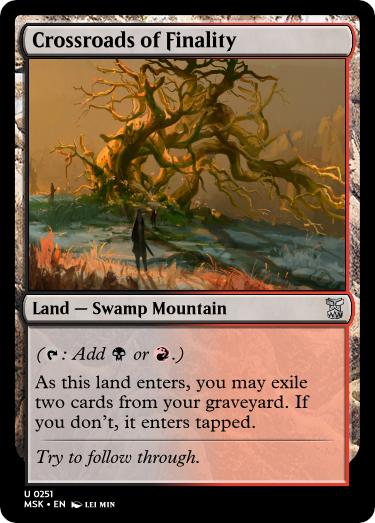 Crossroads of Finality
Land — Swamp Mountain
(: Add or .)
As this land enters, you may exile
two cards from your graveyard. If
you don't, it enters tapped.
Try to follow through.
U 0251
MSK • EN LEI MIN